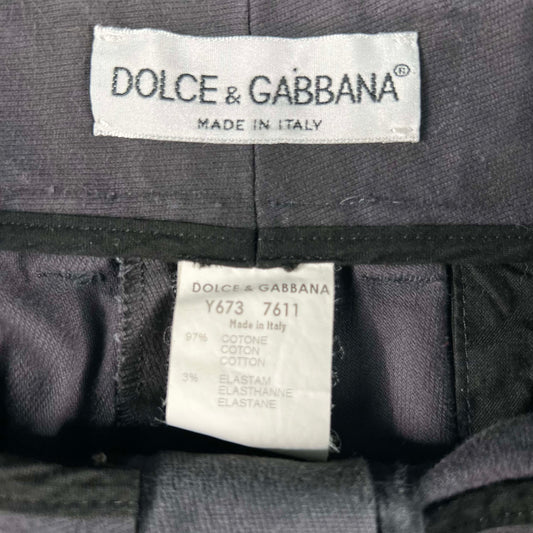 DOLCE & GABBANA®
MADE IN ITALY
DOLCE & GABBANA
Y673 7611
Made in Italy
97% COTONE
COTON
COTTON
3% ELASTAM
ELASTHANNE
ELASTANE